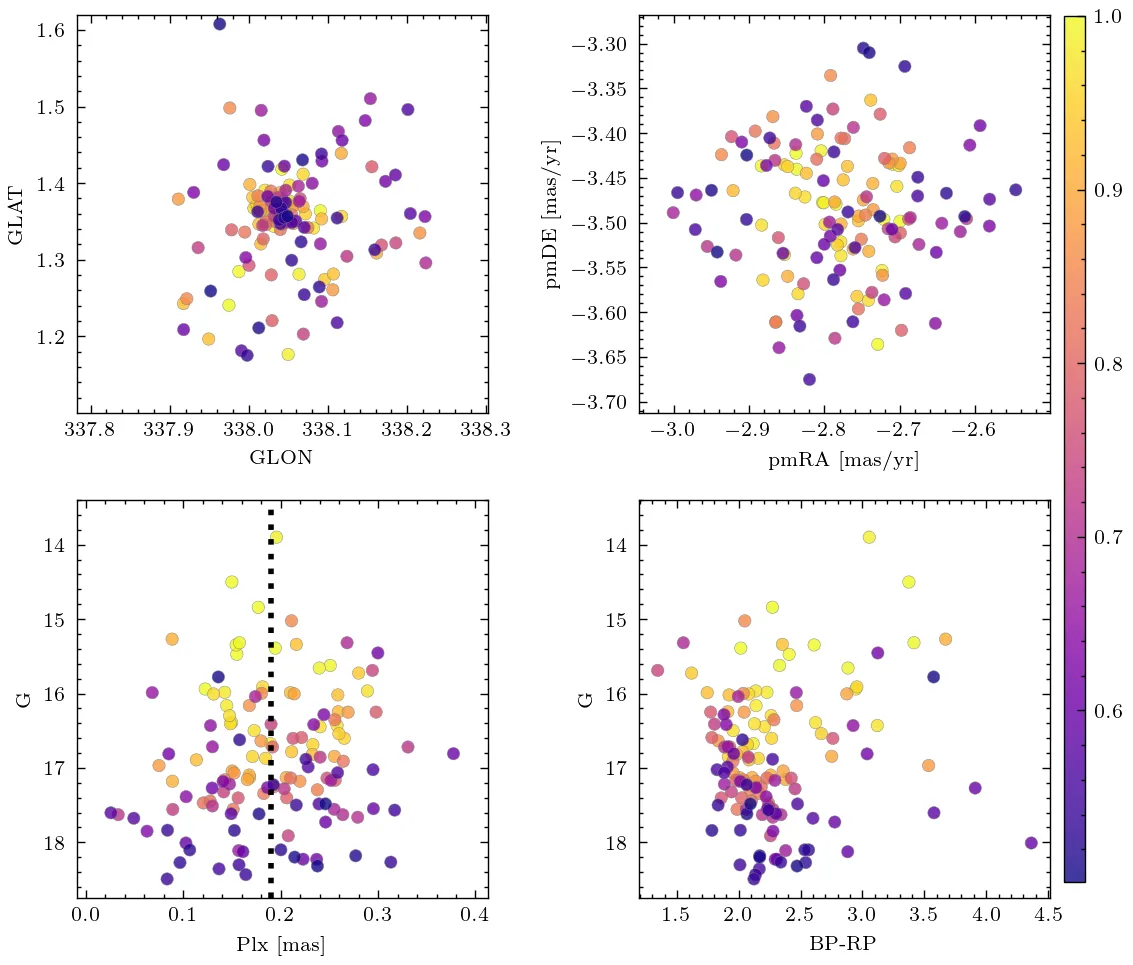 1.6
1.5
1.4
1.3
1.2
GLAT
337.8 337.9 338.0 338.1 338.2 338.3
GLON
−3.30
−3.35
−3.40
−3.45
−3.50
−3.55
−3.60
−3.65
−3.70
pmDE [mas/yr]
−3.0 −2.9 −2.8 −2.7 −2.6
pmRA [mas/yr]
1.0
0.9
0.8
0.7
0.6
14
15
16
17
18
G
0.0 0.1 0.2 0.3 0.4
Plx [mas]
14
15
16
17
18
G
1.5 2.0 2.5 3.0 3.5 4.0 4.5
BP-RP